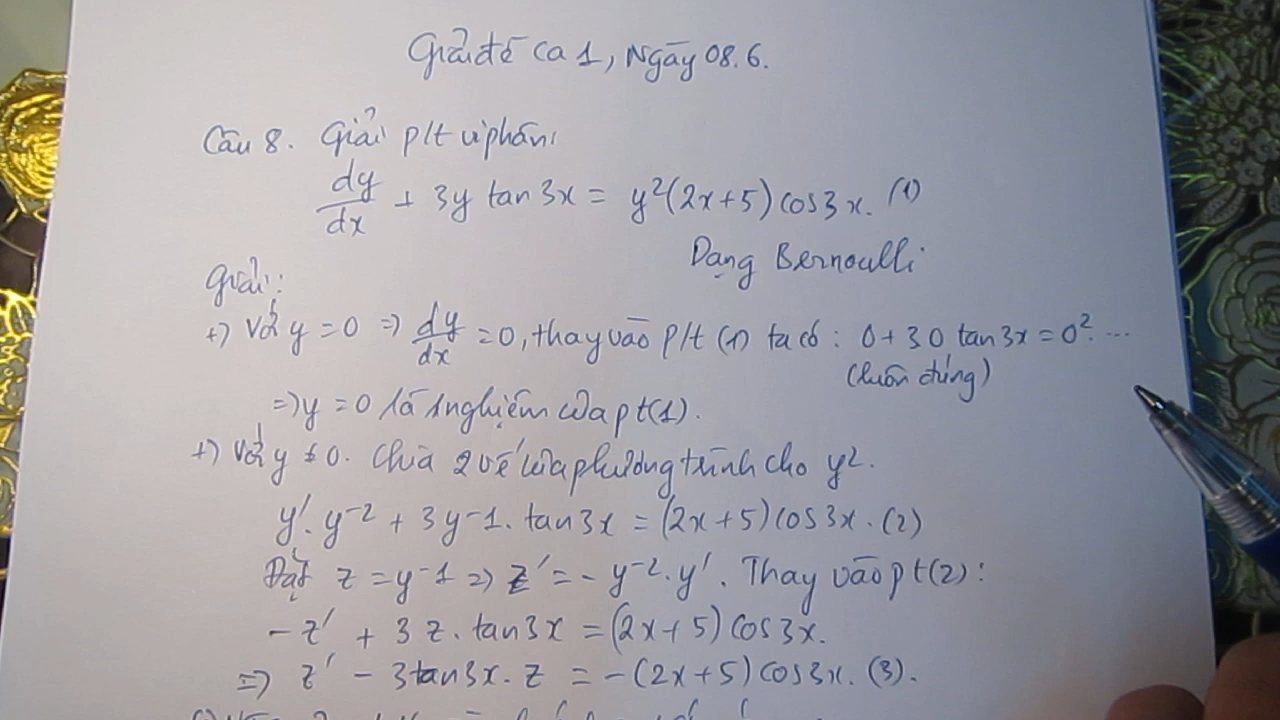 Giải đề ca 1, Ngày 08.6.
Câu 8. Giải p/t vi phân:
dy/dx + 3y tan 3x = y²(2x+5) cos 3x. (1)
Dạng Bernoulli
Giải:
+) Với y = 0 => dy/dx = 0, thay vào p/t (1) ta có: 0 + 3 0 tan 3x = 0². ...
(luôn đúng)
=> y = 0 là 1 nghiệm của pt(1).
+) Với y ≠ 0. Chia 2 vế của phương trình cho y².
y'. y⁻² + 3y⁻¹. tan 3x = (2x+5) cos 3x. (2)
Đặt z = y⁻¹ => z' = - y⁻². y'. Thay vào pt(2):
- z' + 3 z. tan 3x = (2x+5) cos 3x.
=> z' - 3 tan 3x. z = -(2x+5) cos 3x. (3).